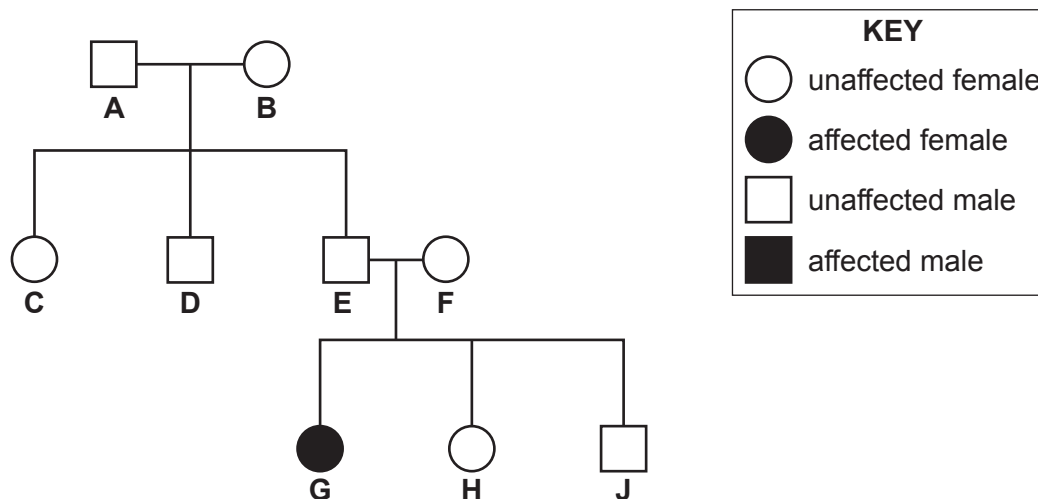 KEY
unaffected female
affected female
unaffected male
affected male
A B
C D E F
G H J